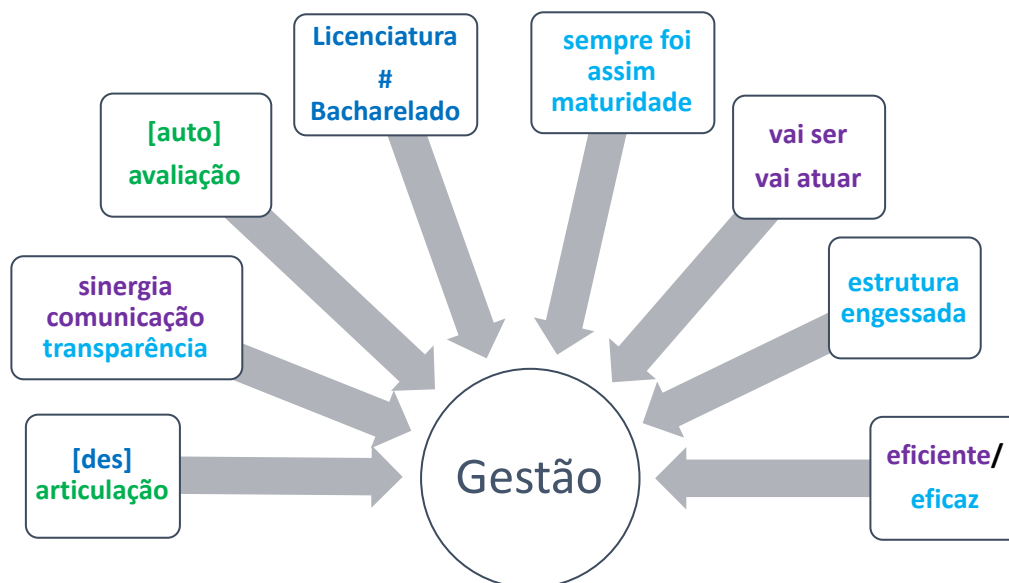 Licenciatura
#
Bacharelado
sempre foi
assim
maturidade
[auto]
avaliação
vai ser
vai atuar
sinergia
comunicação
transparência
estrutura
engessada
[des]
articulação
Gestão
eficiente/
eficaz